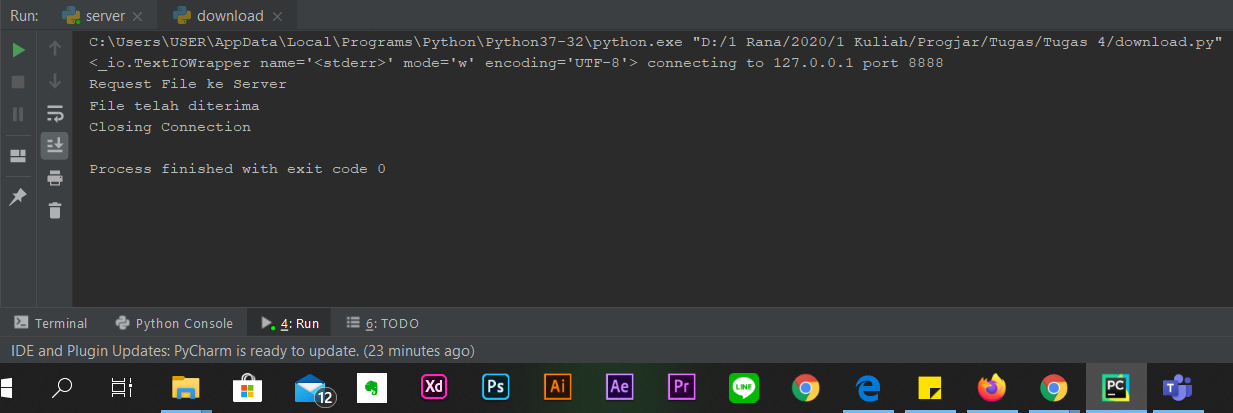 Run: server download
C:\Users\USER\AppData\Local\Programs\Python\Python37-32\python.exe "D:/1 Rana/2020/1 Kuliah/Progjar/Tugas/Tugas 4/download.py"
<_io.TextIOWrapper name='<stderr>' mode='w' encoding='UTF-8'> connecting to 127.0.0.1 port 8888
Request File ke Server
File telah diterima
Closing Connection
Process finished with exit code 0
Terminal Python Console 4: Run 6: TODO
IDE and Plugin Updates: PyCharm is ready to update. (23 minutes ago)
12 Xd Ps Ai Ae Pr LINE PC T